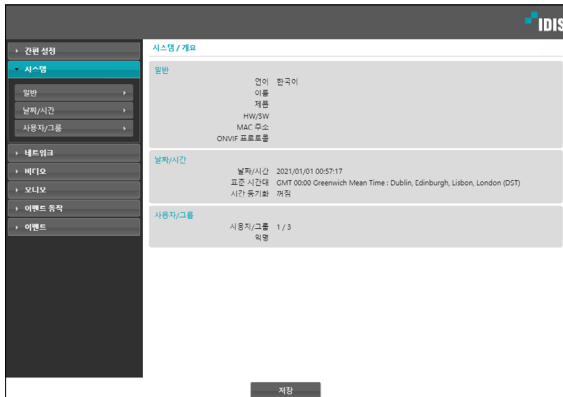 IDIS
간편 설정
시스템
일반
날짜/시간
사용자/그룹
네트워크
비디오
오디오
이벤트 동작
이벤트
시스템 / 개요
일반
언어 한국어
이름
제품
HW/SW
MAC 주소
ONVIF 프로토콜
날짜/시간
날짜/시간 2021/01/01 00:57:17
표준 시간대 GMT 00:00 Greenwich Mean Time : Dublin, Edinburgh, Lisbon, London (DST)
시간 동기화 꺼짐
사용자/그룹
사용자/그룹 1 / 3
익명
저장